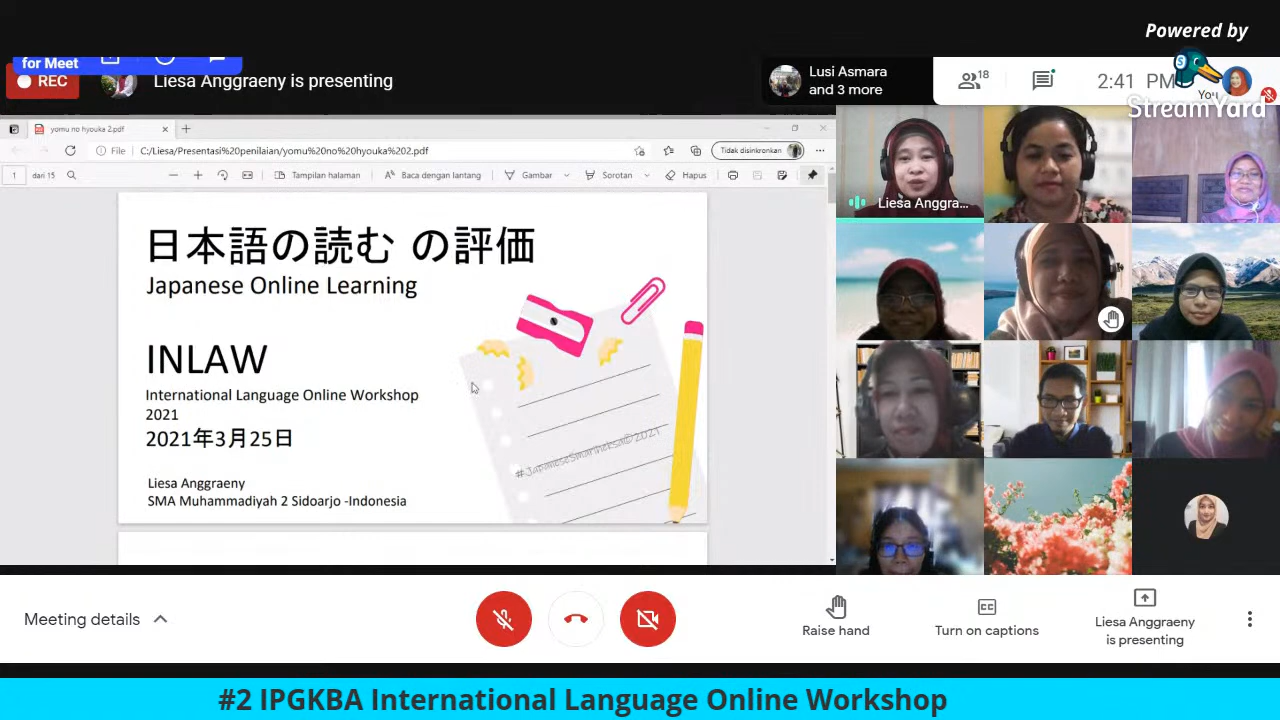 Powered by
StreamYard
for Meet
REC
Liesa Anggraeny is presenting
Lusi Asmara
and 3 more
18
2:41 PM
You
yomu no hyouka 2.pdf
File
C:/Liesa/Presentasi%20penilaian/yomu%20no%20hyouka%202.pdf
Tidak disinkronkan
1
dari 15
Tampilan halaman
Baca dengan lantang
Gambar
Sorotan
Hapus
日本語の読む の評価
Japanese Online Learning
INLAW
International Language Online Workshop
2021
2021年3月25日
#JapaneseSmamheksa©2021
Liesa Anggraeny
SMA Muhammadiyah 2 Sidoarjo -Indonesia
Liesa Anggra...
Meeting details
Raise hand
CC
Turn on captions
Liesa Anggraeny
is presenting
#2 IPGKBA International Language Online Workshop